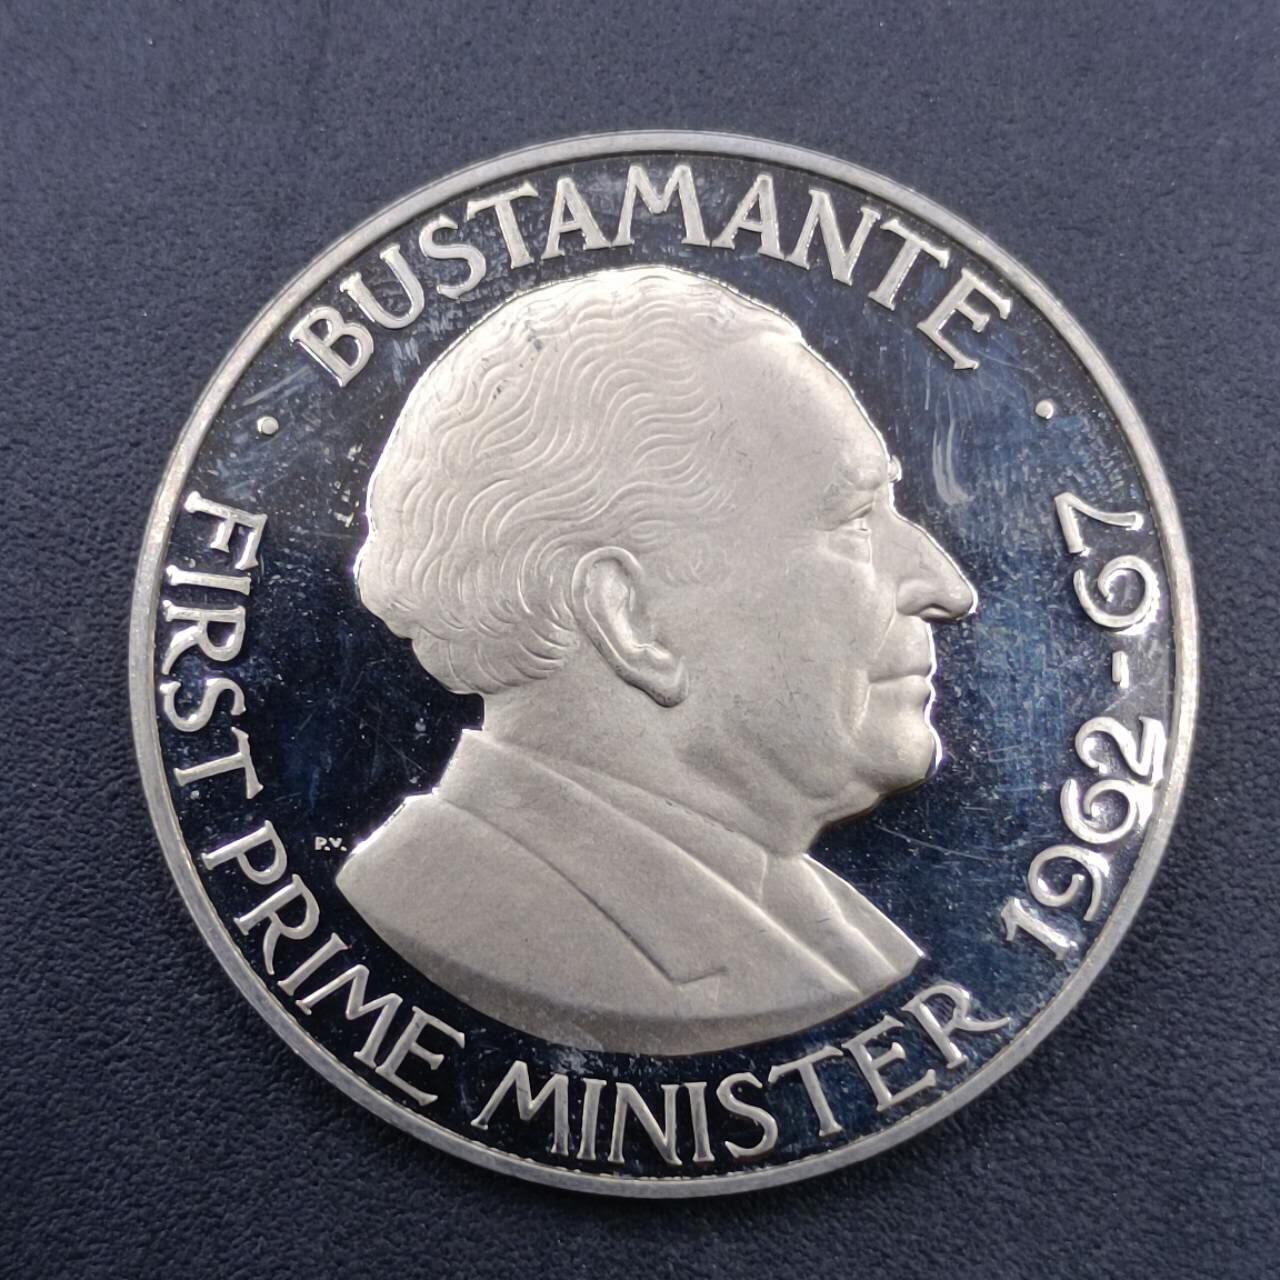 · BUSTAMANTE ·
FIRST PRIME MINISTER 1962-67
P.V.